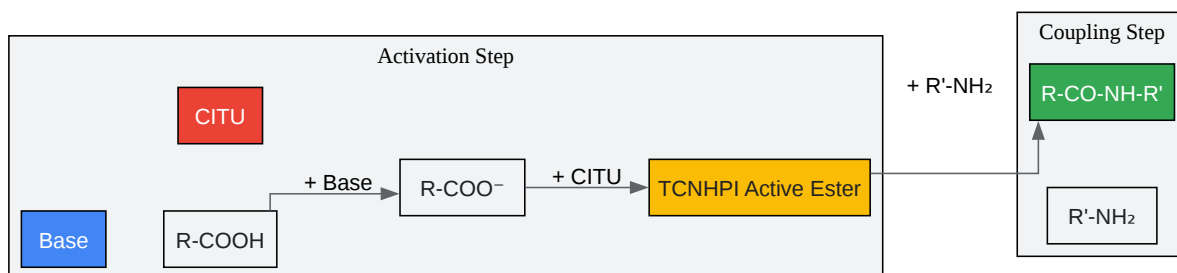 Activation Step
Coupling Step
+ R'-NH₂
R-CO-NH-R'
CITU
+ Base
R-COO⁻
+ CITU
TCNHPI Active Ester
Base
R-COOH
R'-NH₂